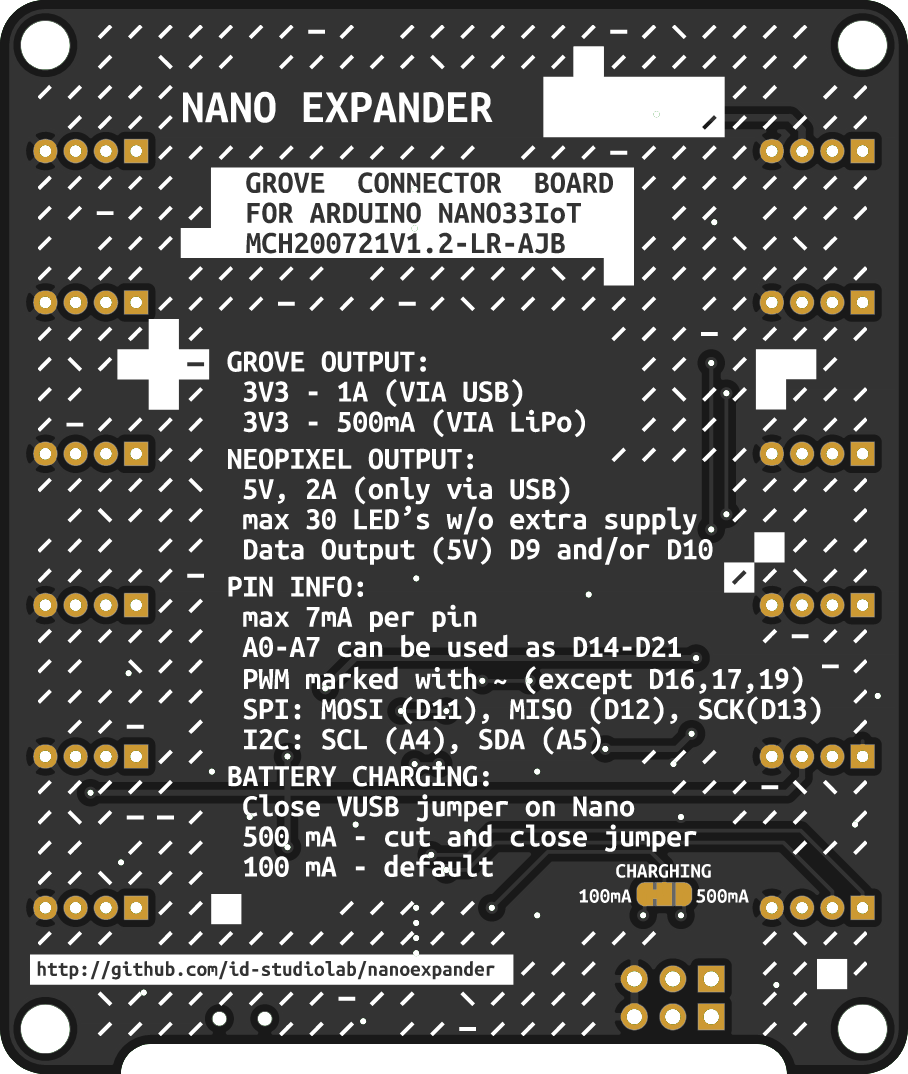 NANO EXPANDER
GROVE CONNECTOR BOARD
FOR ARDUINO NANO33IoT
MCH200721V1.2-LR-AJB
GROVE OUTPUT:
3V3 - 1A (VIA USB)
3V3 - 500mA (VIA LiPo)
NEOPIXEL OUTPUT:
5V, 2A (only via USB)
max 30 LED’s w/o extra supply
Data Output (5V) D9 and/or D10
PIN INFO:
max 7mA per pin
A0-A7 can be used as D14-D21
PWM marked with ~ (except D16,17,19)
SPI: MOSI (D11), MISO (D12), SCK(D13)
I2C: SCL (A4), SDA (A5)
BATTERY CHARGING:
Close VUSB jumper on Nano
500 mA - cut and close jumper
100 mA - default
CHARGHING
100mA 500mA
http://github.com/id-studiolab/nanoexpander